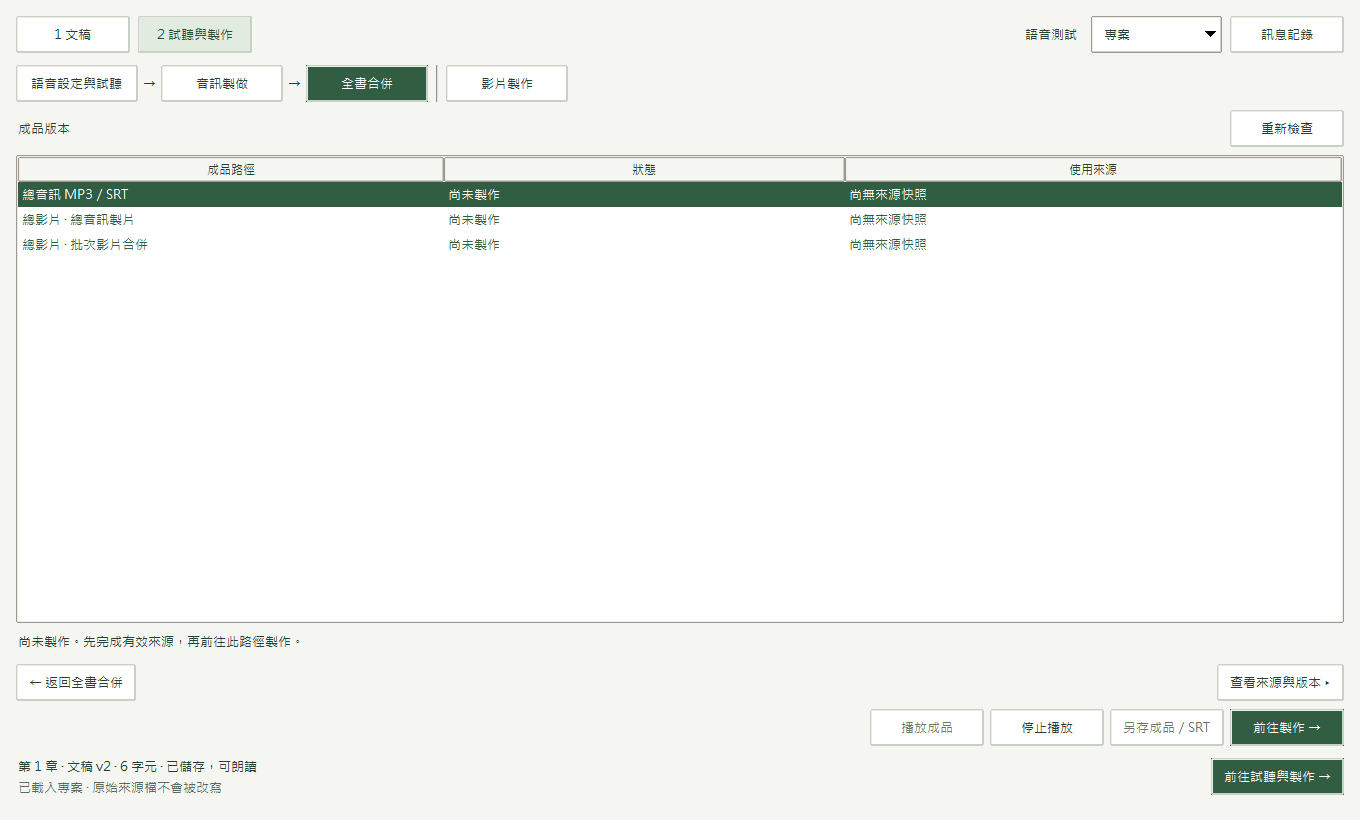 1 文稿 2 試聽與製作 語音測試 專案 訊息記錄
語音設定與試聽 → 音訊製做 → 全書合併 影片製作
成品版本 重新檢查
成品路徑 狀態 使用來源
總音訊 MP3 / SRT 尚未製作 尚無來源快照
總影片 · 總音訊製片 尚未製作 尚無來源快照
總影片 · 批次影片合併 尚未製作 尚無來源快照
尚未製作。先完成有效來源，再前往此路徑製作。
← 返回全書合併 查看來源與版本 ▸
播放成品 停止播放 另存成品 / SRT 前往製作 →
第 1 章 · 文稿 v2 · 6 字元 · 已儲存，可朗讀
已載入專案 · 原始來源檔不會被改寫 前往試聽與製作 →